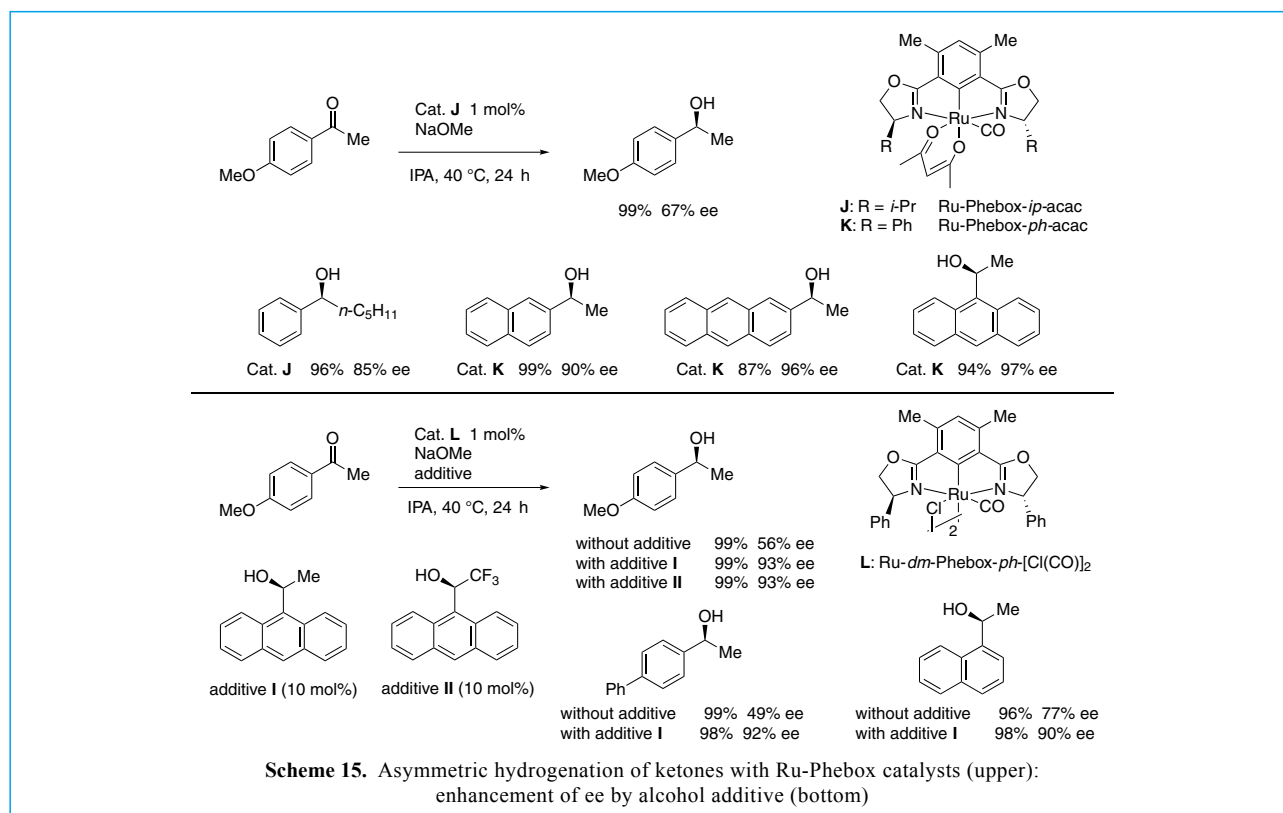 O
Me
MeO
Cat. J 1 mol%
NaOMe
IPA, 40 °C, 24 h
OH
Me
MeO
99% 67% ee
Me Me
O O
N N
Ru
CO
R O O R
J: R = i-Pr Ru-Phebox-ip-acac
K: R = Ph Ru-Phebox-ph-acac
OH
n-C5H11
Cat. J 96% 85% ee
OH
Me
Cat. K 99% 90% ee
OH
Me
Cat. K 87% 96% ee
HO Me
Cat. K 94% 97% ee
O
Me
MeO
Cat. L 1 mol%
NaOMe
additive
IPA, 40 °C, 24 h
OH
Me
MeO
without additive 99% 56% ee
with additive I 99% 93% ee
with additive II 99% 93% ee
Me Me
O O
N N
Ru
Cl CO
Ph Ph
2
L: Ru-dm-Phebox-ph-[Cl(CO)]2
HO Me
additive I (10 mol%)
HO CF3
additive II (10 mol%)
OH
Me
Ph
without additive 99% 49% ee
with additive I 98% 92% ee
HO Me
without additive 96% 77% ee
with additive I 98% 90% ee
Scheme 15. Asymmetric hydrogenation of ketones with Ru-Phebox catalysts (upper):
enhancement of ee by alcohol additive (bottom)